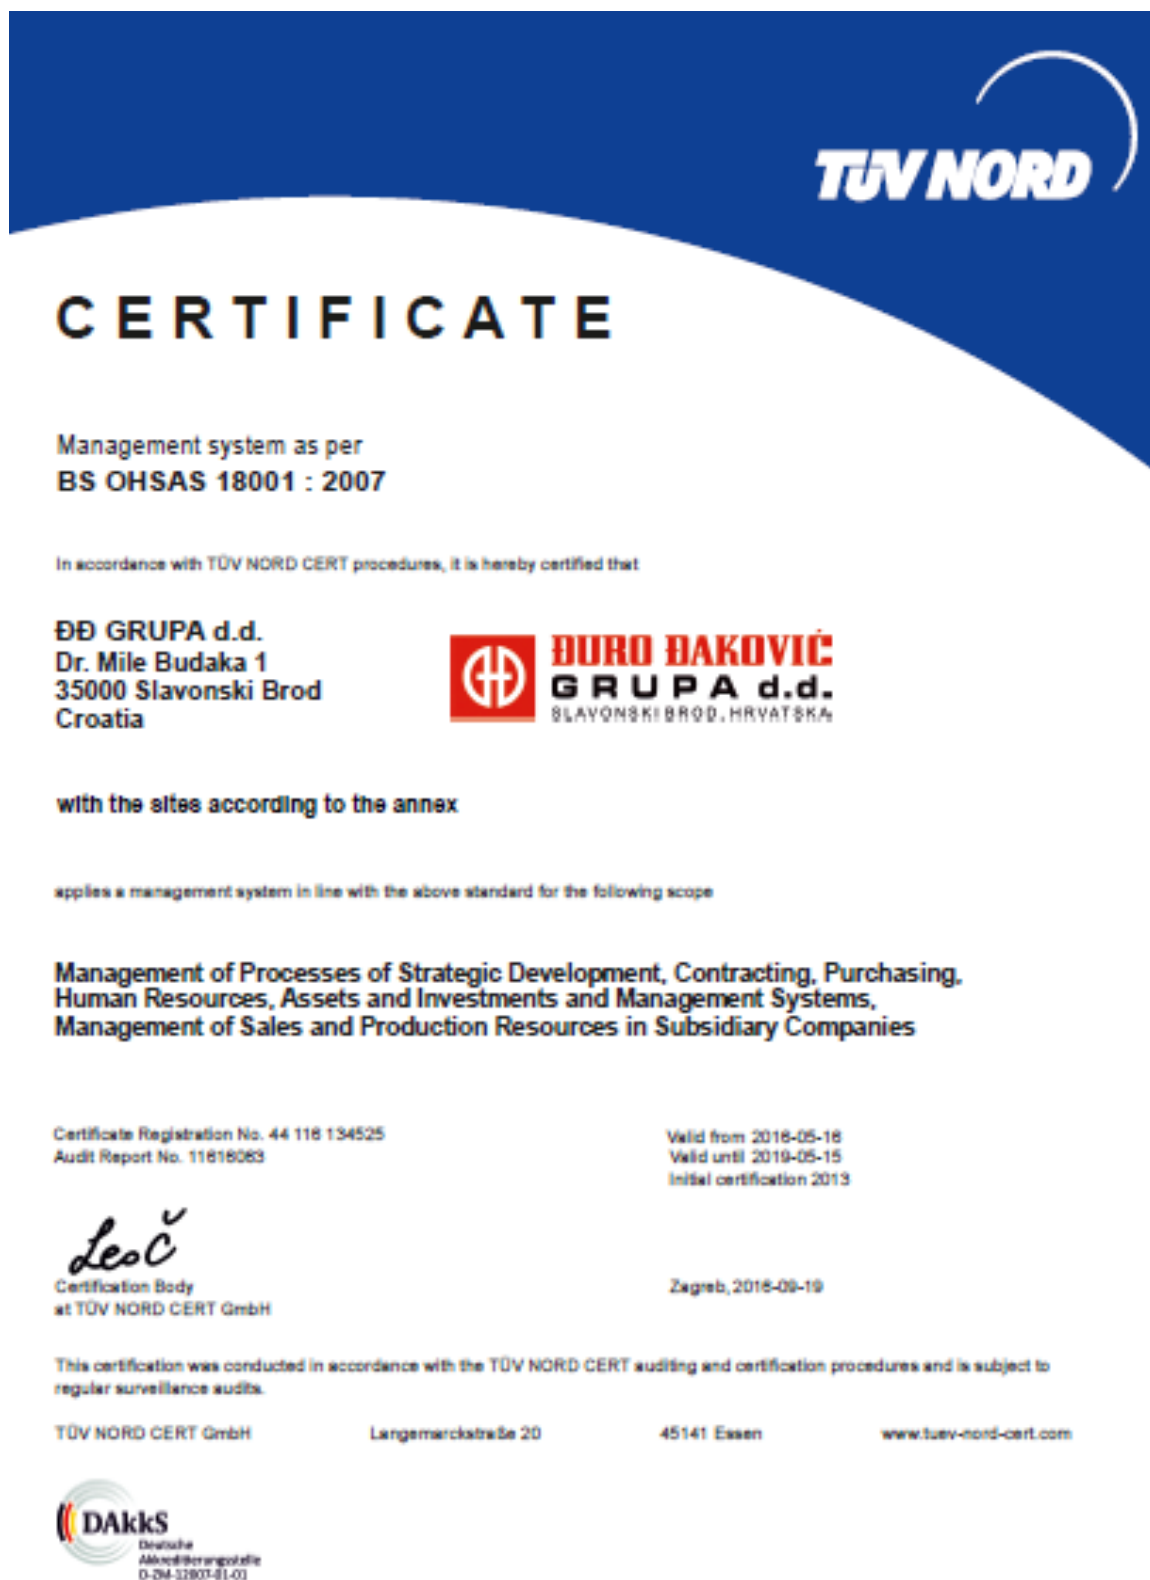 TÜV NORD
CERTIFICATE
Management system as per
BS OHSAS 18001 : 2007
In accordance with TÜV NORD CERT procedures, it is hereby certified that
ĐĐ GRUPA d.d.
Dr. Mile Budaka 1
35000 Slavonski Brod
Croatia
ĐURO ĐAKOVIĆ
GRUPA d.d.
SLAVONSKI BROD, HRVATSKA
with the sites according to the annex
applies a management system in line with the above standard for the following scope
Management of Processes of Strategic Development, Contracting, Purchasing,
Human Resources, Assets and Investments and Management Systems,
Management of Sales and Production Resources in Subsidiary Companies
Certificate Registration No. 44 116 134525
Audit Report No. 11616063
Valid from 2016-05-16
Valid until 2019-05-15
Initial certification 2013
LesČ
Certification Body
at TÜV NORD CERT GmbH
Zagreb, 2016-09-19
This certification was conducted in accordance with the TÜV NORD CERT auditing and certification procedures and is subject to
regular surveillance audits.
TÜV NORD CERT GmbH Langemarckstraße 20 45141 Essen www.tuev-nord-cert.com
DAkkS
Deutsche
Akkreditierungsstelle
D-ZM-12007-01-01